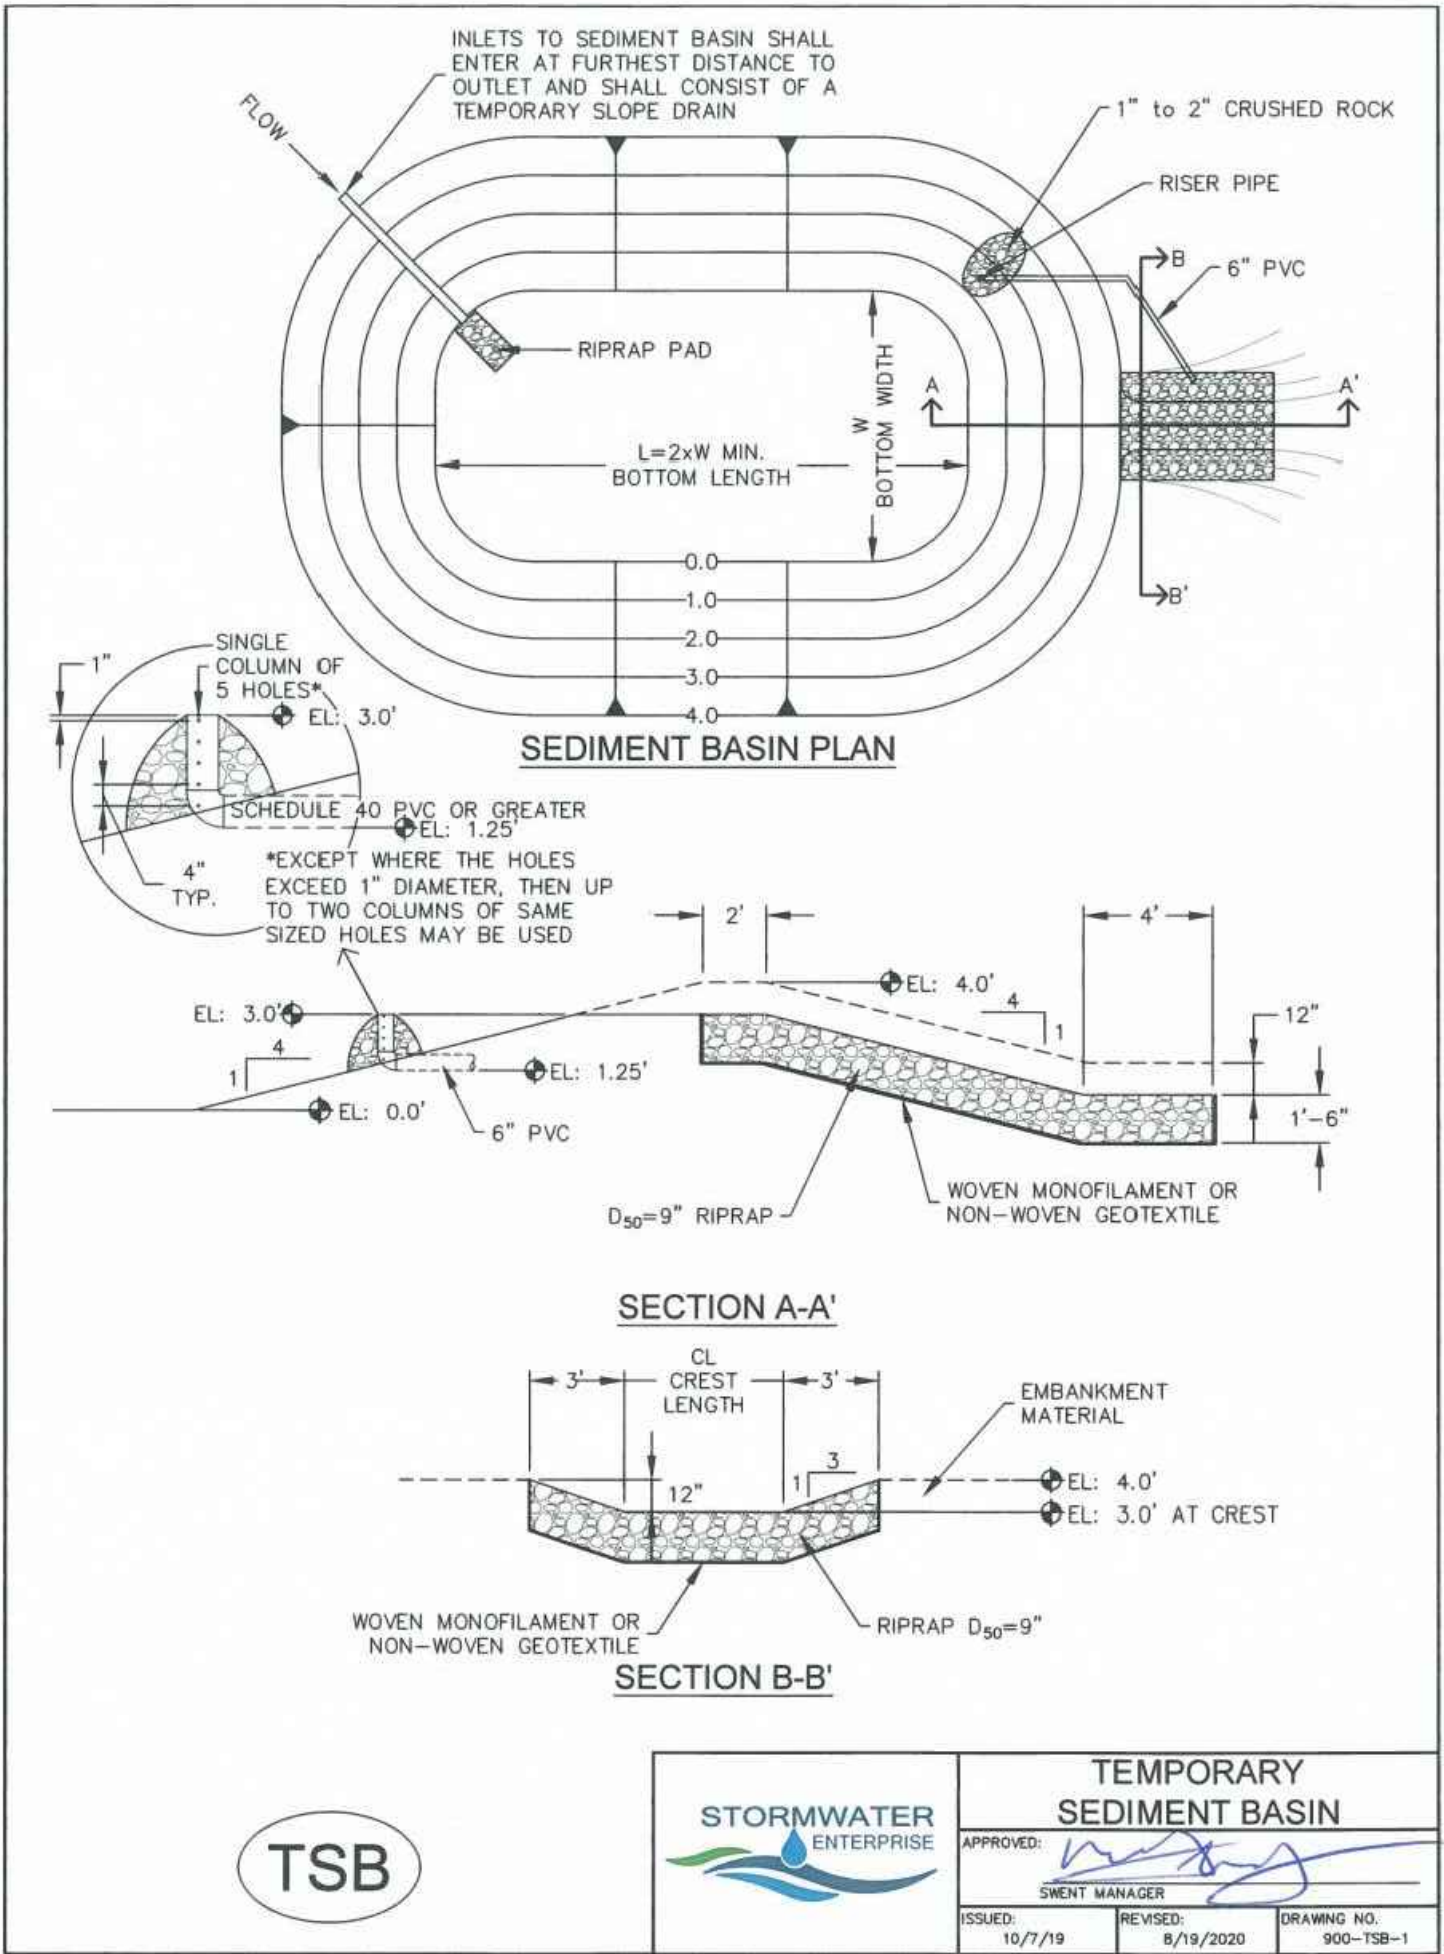 INLETS TO SEDIMENT BASIN SHALL
ENTER AT FURTHEST DISTANCE TO
OUTLET AND SHALL CONSIST OF A
TEMPORARY SLOPE DRAIN
FLOW
1" to 2" CRUSHED ROCK
RISER PIPE
B
6" PVC
RIPRAP PAD
W
BOTTOM WIDTH
A
A'
L=2xW MIN.
BOTTOM LENGTH
0.0
1.0
2.0
3.0
4.0
B'
SEDIMENT BASIN PLAN
1"
SINGLE
COLUMN OF
5 HOLES*
EL: 3.0'
SCHEDULE 40 PVC OR GREATER
EL: 1.25'
4"
TYP.
*EXCEPT WHERE THE HOLES
EXCEED 1" DIAMETER, THEN UP
TO TWO COLUMNS OF SAME
SIZED HOLES MAY BE USED
2'
4'
EL: 3.0'
EL: 4.0'
4
1
12"
4
1
EL: 1.25'
EL: 0.0'
6" PVC
1'-6"
D50=9" RIPRAP
WOVEN MONOFILAMENT OR
NON-WOVEN GEOTEXTILE
SECTION A-A'
3'
CL
CREST
LENGTH
3'
EMBANKMENT
MATERIAL
12"
3
1
EL: 4.0'
EL: 3.0' AT CREST
WOVEN MONOFILAMENT OR
NON-WOVEN GEOTEXTILE
RIPRAP D50=9"
SECTION B-B'
TSB
STORMWATER
ENTERPRISE
TEMPORARY
SEDIMENT BASIN
APPROVED:
SWENT MANAGER
ISSUED:
10/7/19
REVISED:
8/19/2020
DRAWING NO.
900-TSB-1